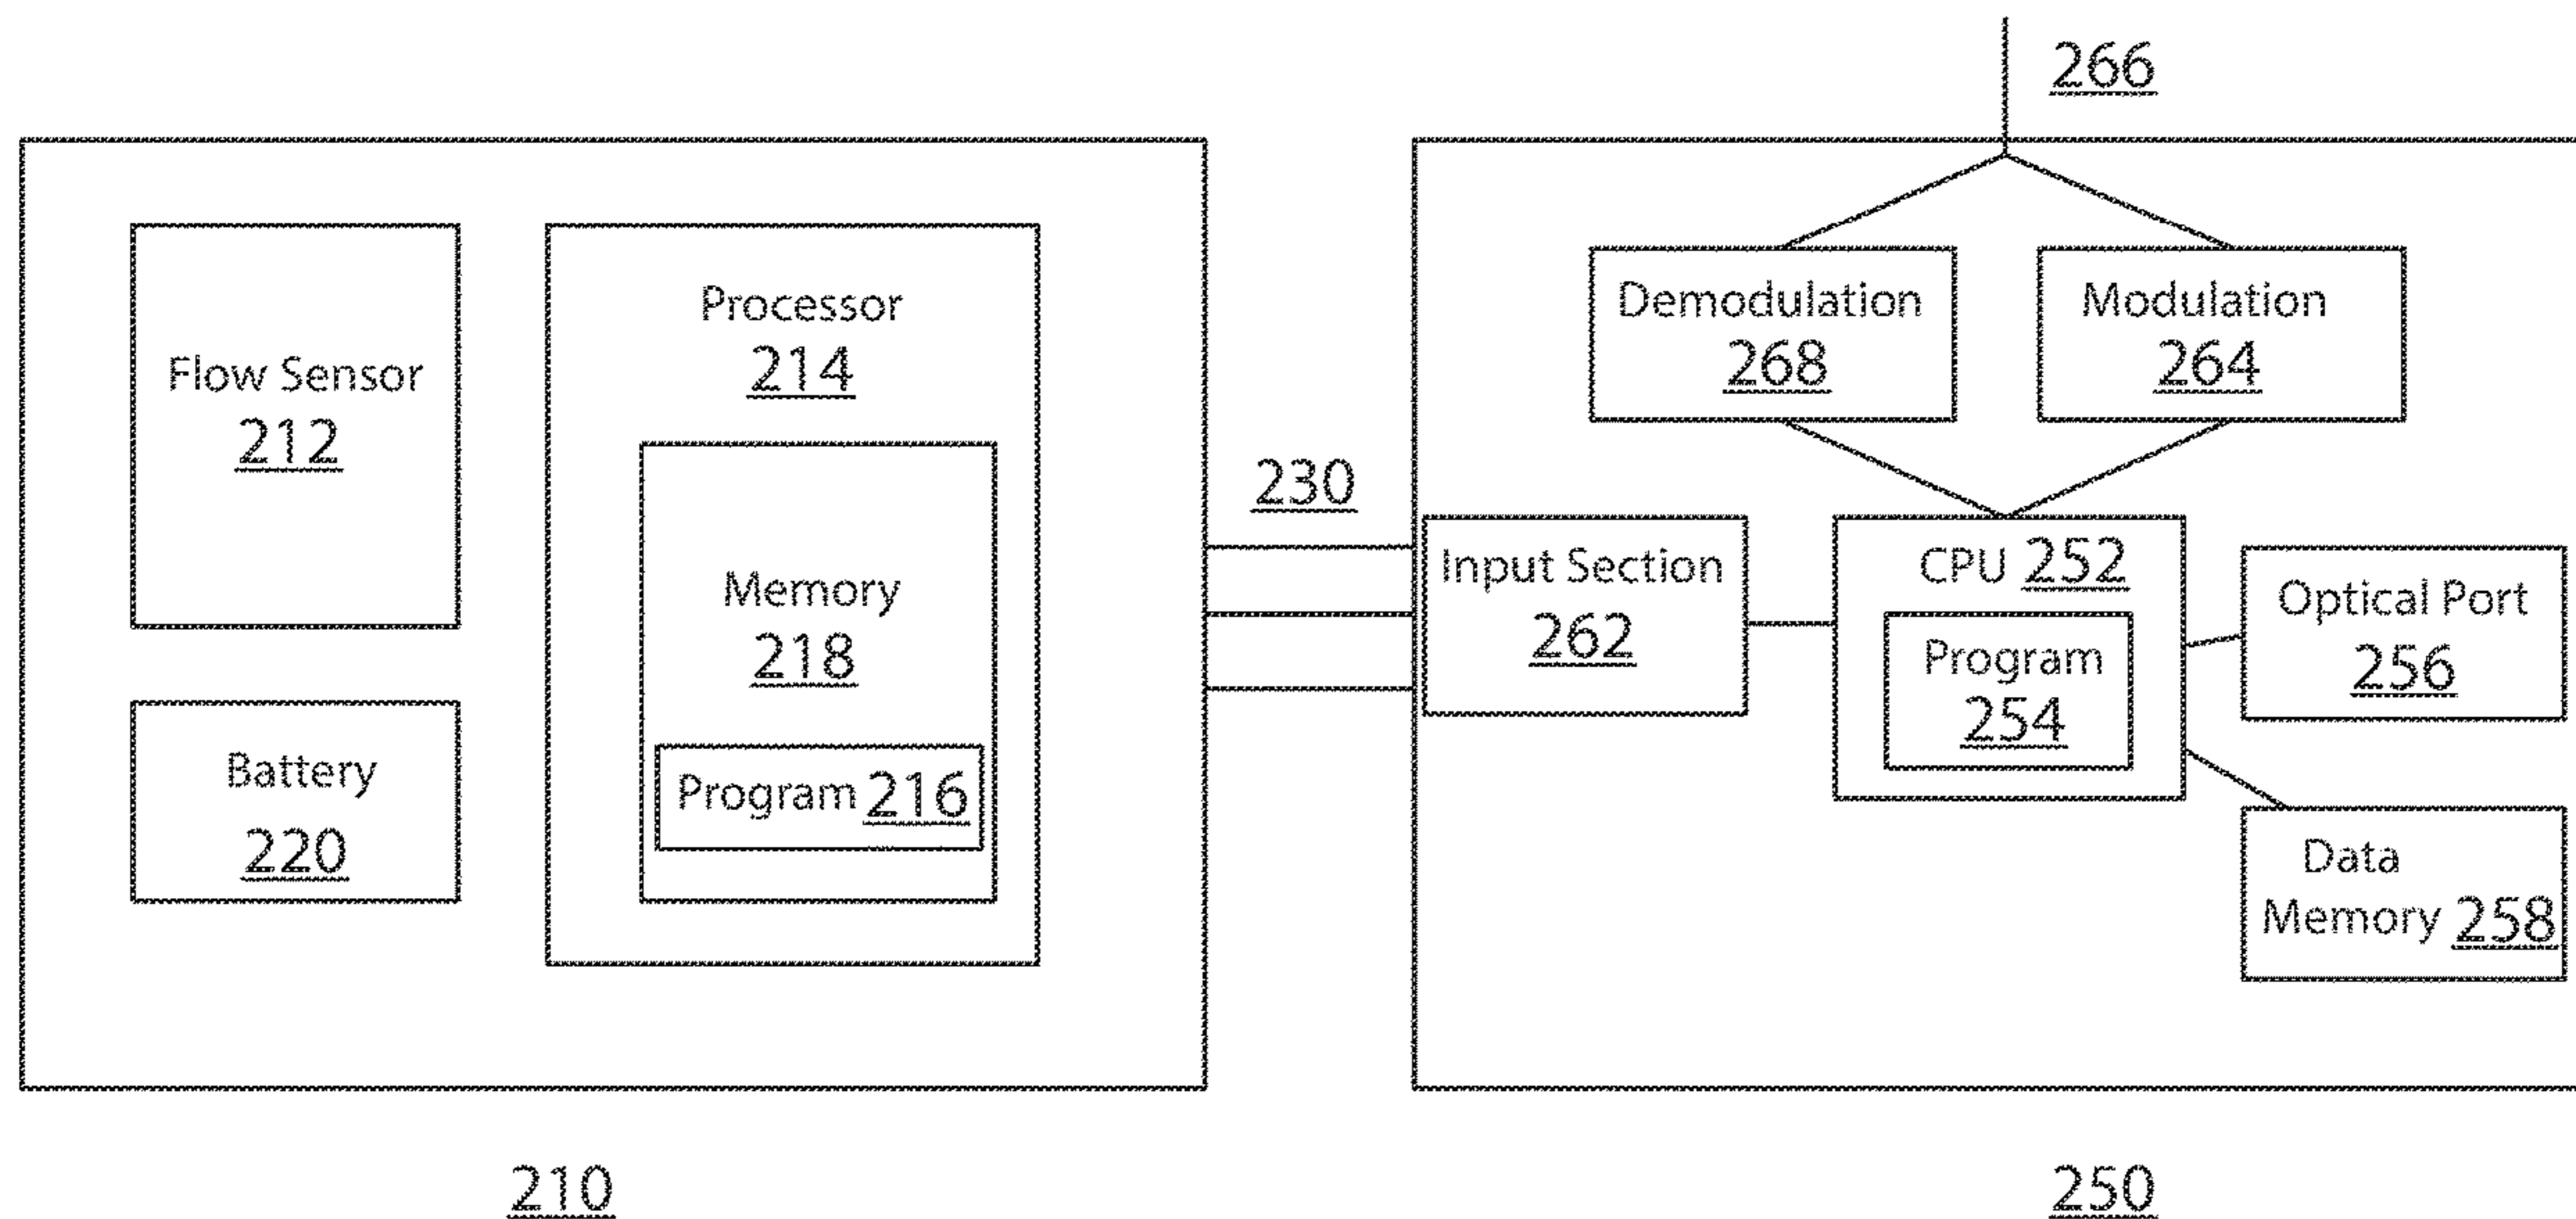 266
Flow Sensor
212
Battery
220
Processor
214
Memory
218
Program 216
230
Demodulation
268
Modulation
264
Input Section
262
CPU 252
Program
254
Optical Port
256
Data
Memory 258
210
250